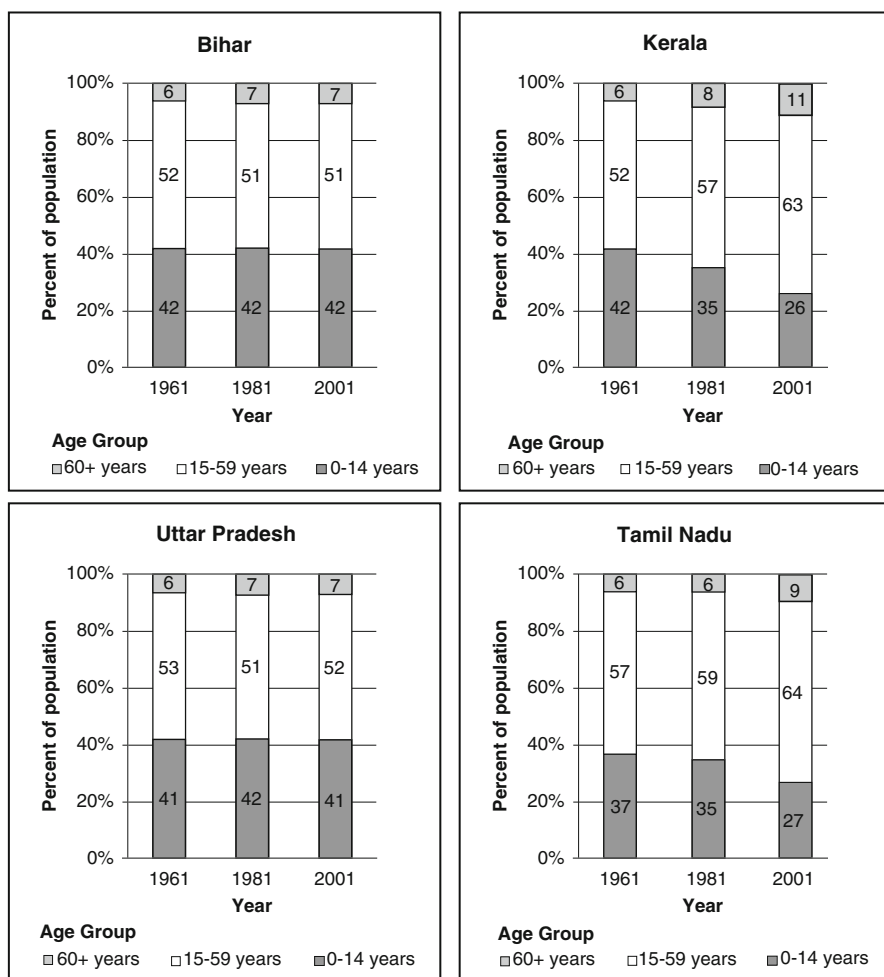 Bihar
Percent of population
100%
80%
60%
40%
20%
0%
6 7 7
52 51 51
42 42 42
1961 1981 2001
Year
Age Group
60+ years 15-59 years 0-14 years
Kerala
Percent of population
100%
80%
60%
40%
20%
0%
6 8 11
52 57 63
42 35 26
1961 1981 2001
Year
Age Group
60+ years 15-59 years 0-14 years
Uttar Pradesh
Percent of population
100%
80%
60%
40%
20%
0%
6 7 7
53 51 52
41 42 41
1961 1981 2001
Year
Age Group
60+ years 15-59 years 0-14 years
Tamil Nadu
Percent of population
100%
80%
60%
40%
20%
0%
6 6 9
57 59 64
37 35 27
1961 1981 2001
Year
Age Group
60+ years 15-59 years 0-14 years